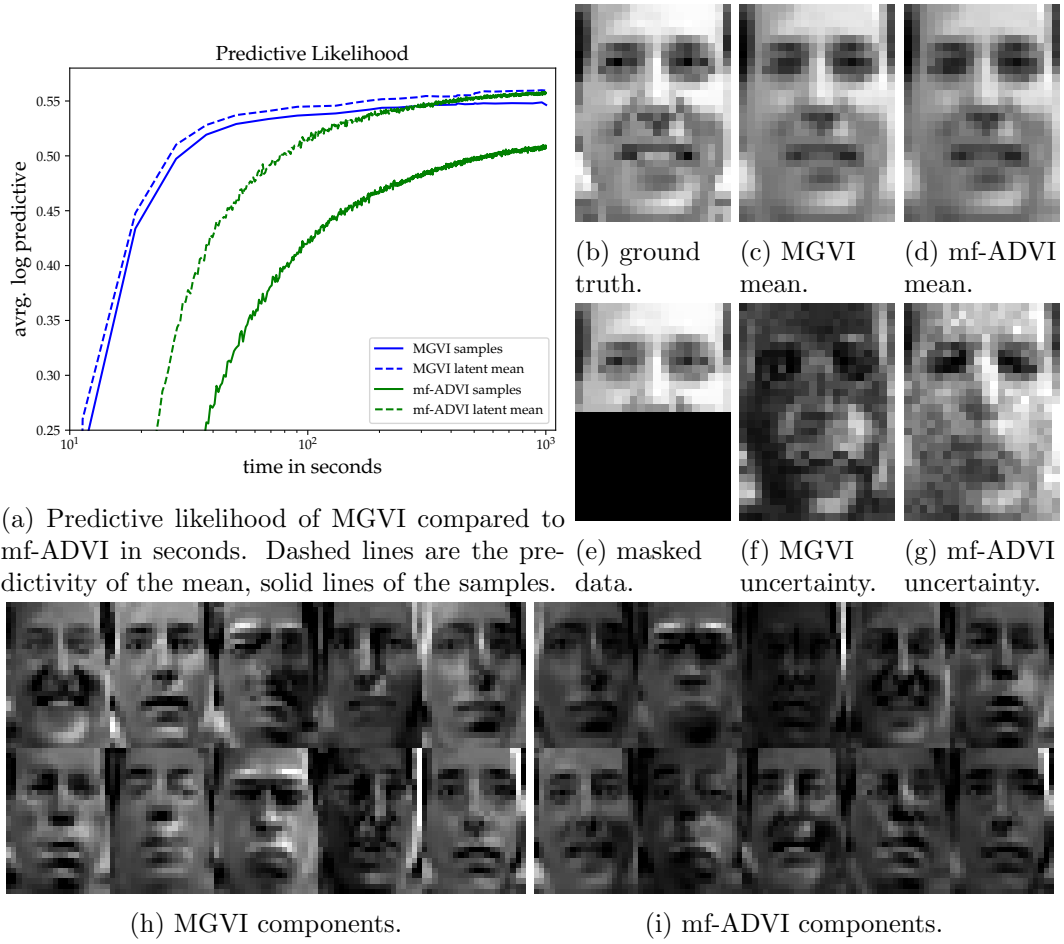 Predictive Likelihood
avrg. log predictive
0.55
0.50
0.45
0.40
0.35
0.30
0.25
10¹
10²
10³
time in seconds
MGVI samples
MGVI latent mean
mf-ADVI samples
mf-ADVI latent mean
(a) Predictive likelihood of MGVI compared to
mf-ADVI in seconds. Dashed lines are the pre-
dictivity of the mean, solid lines of the samples.
(b) ground
truth.
(c) MGVI
mean.
(d) mf-ADVI
mean.
(e) masked
data.
(f) MGVI
uncertainty.
(g) mf-ADVI
uncertainty.
(h) MGVI components.
(i) mf-ADVI components.